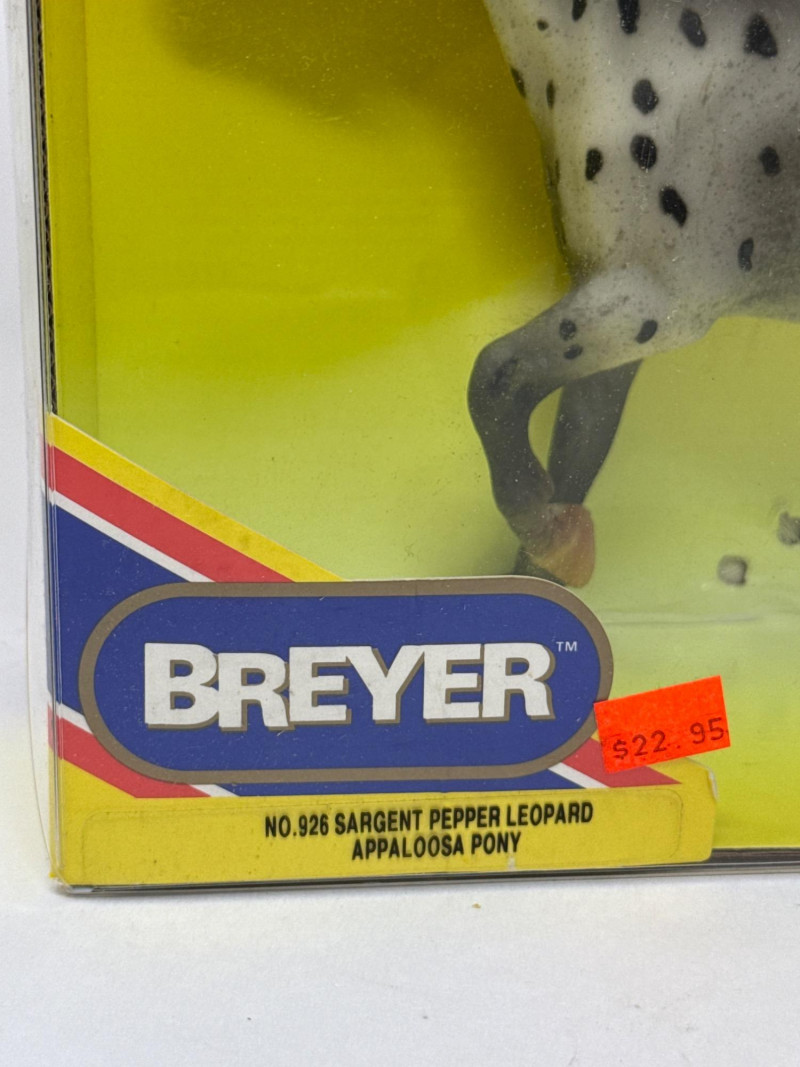 BREYER™
$22.95
NO.926 SARGENT PEPPER LEOPARD
APPALOOSA PONY